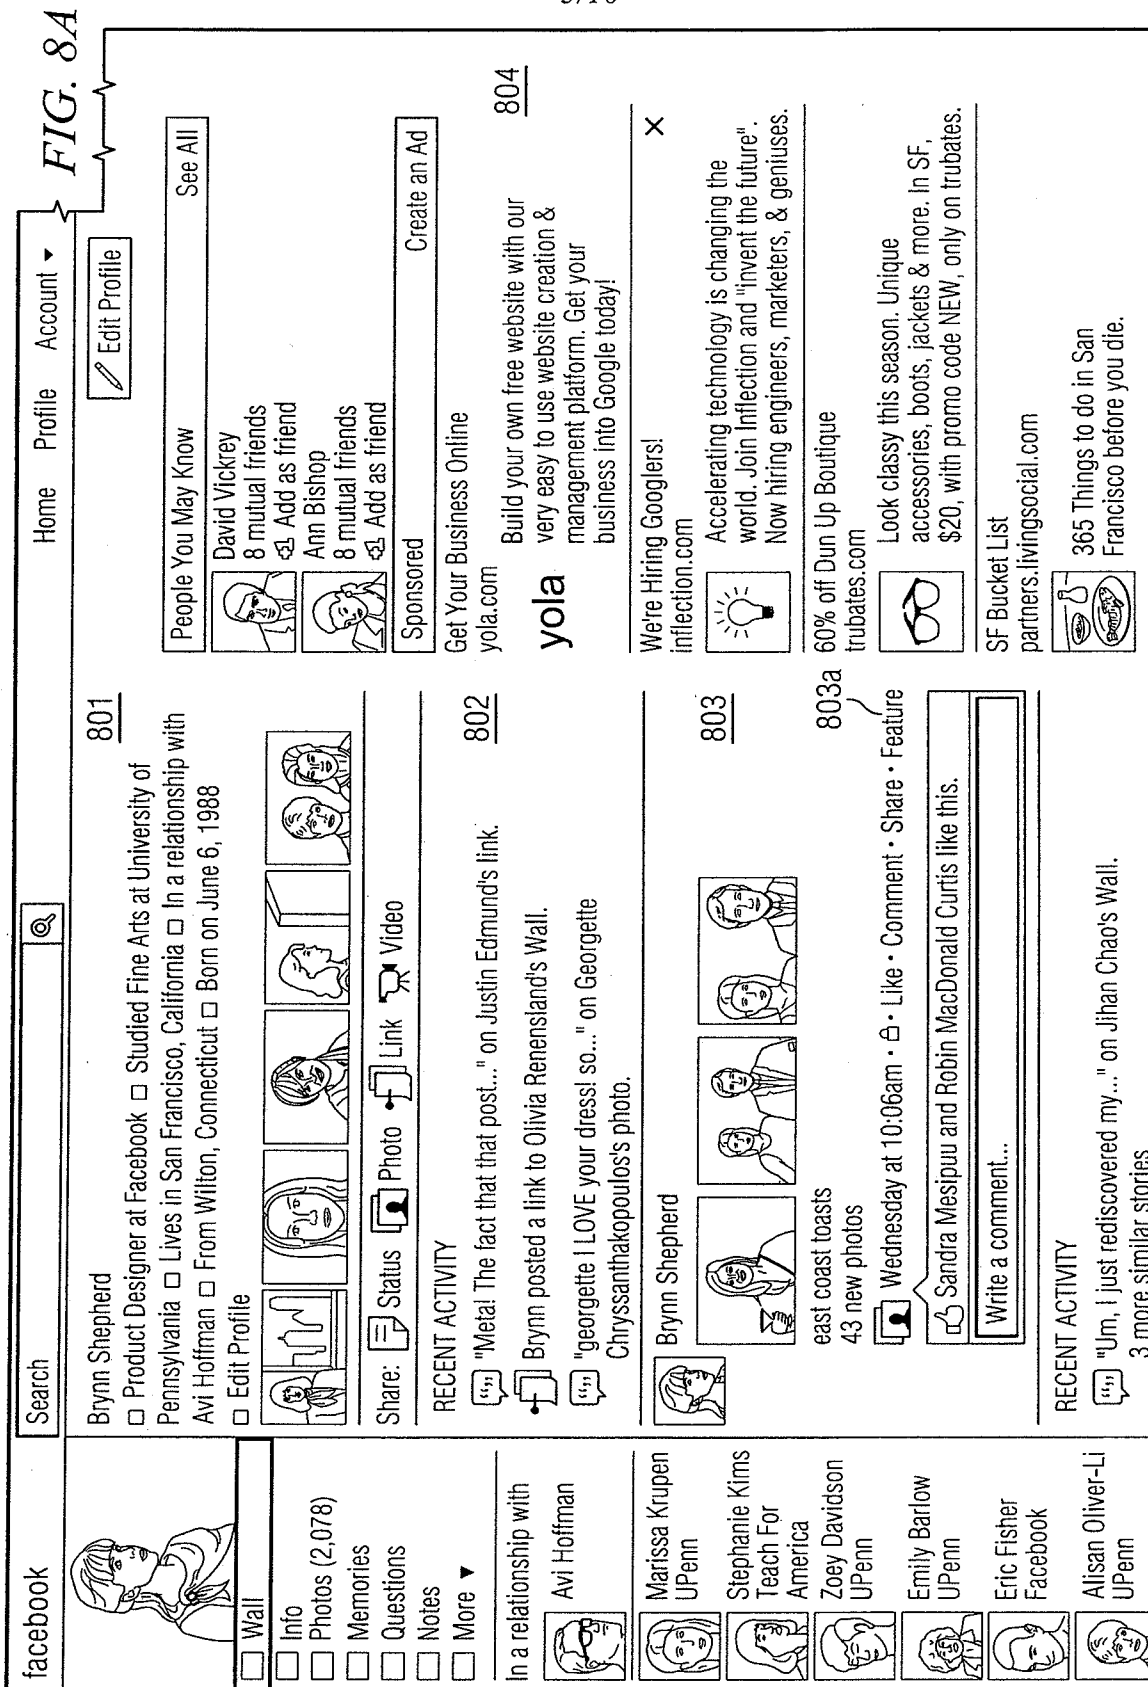 FIG. 8A
facebook
Search
Home Profile Account ▾
Wall
Info
Photos (2,078)
Memories
Questions
Notes
More ▾
In a relationship with
Avi Hoffman
Marissa Krupen
UPenn
Stephanie Kims
Teach For
America
Zoey Davidson
UPenn
Emily Barlow
UPenn
Eric Fisher
Facebook
Alisan Oliver-Li
UPenn
801
Edit Profile
Brynn Shepherd
□ Product Designer at Facebook □ Studied Fine Arts at University of
Pennsylvania □ Lives in San Francisco, California □ In a relationship with
Avi Hoffman □ From Wilton, Connecticut □ Born on June 6, 1988
□ Edit Profile
Share: Status Photo Link Video
RECENT ACTIVITY
802
"Meta! The fact that that post..." on Justin Edmund's link.
Brynn posted a link to Olivia Renensland's Wall.
"georgette I LOVE your dress! so..." on Georgette
Chryssanthakopoulos's photo.
Brynn Shepherd
803
east coast toasts
43 new photos
803a
Wednesday at 10:06am · Like · Comment · Share · Feature
Sandra Mesipuu and Robin MacDonald Curtis like this.
Write a comment...
RECENT ACTIVITY
"Um, I just rediscovered my..." on Jihan Chao's Wall.
3 more similar stories
People You May Know See All
David Vickrey
8 mutual friends
Add as friend
Ann Bishop
8 mutual friends
Add as friend
Sponsored Create an Ad
804
Get Your Business Online
yola.com
yola
Build your own free website with our
very easy to use website creation &
management platform. Get your
business into Google today!
We're Hiring Googlers! X
inflection.com
Accelerating technology is changing the
world. Join Inflection and "invent the future".
Now hiring engineers, marketers, & geniuses.
60% off Dun Up Boutique
trubates.com
Look classy this season. Unique
accessories, boots, jackets & more. In SF,
$20, with promo code NEW, only on trubates.
SF Bucket List
partners.livingsocial.com
365 Things to do in San
Francisco before you die.